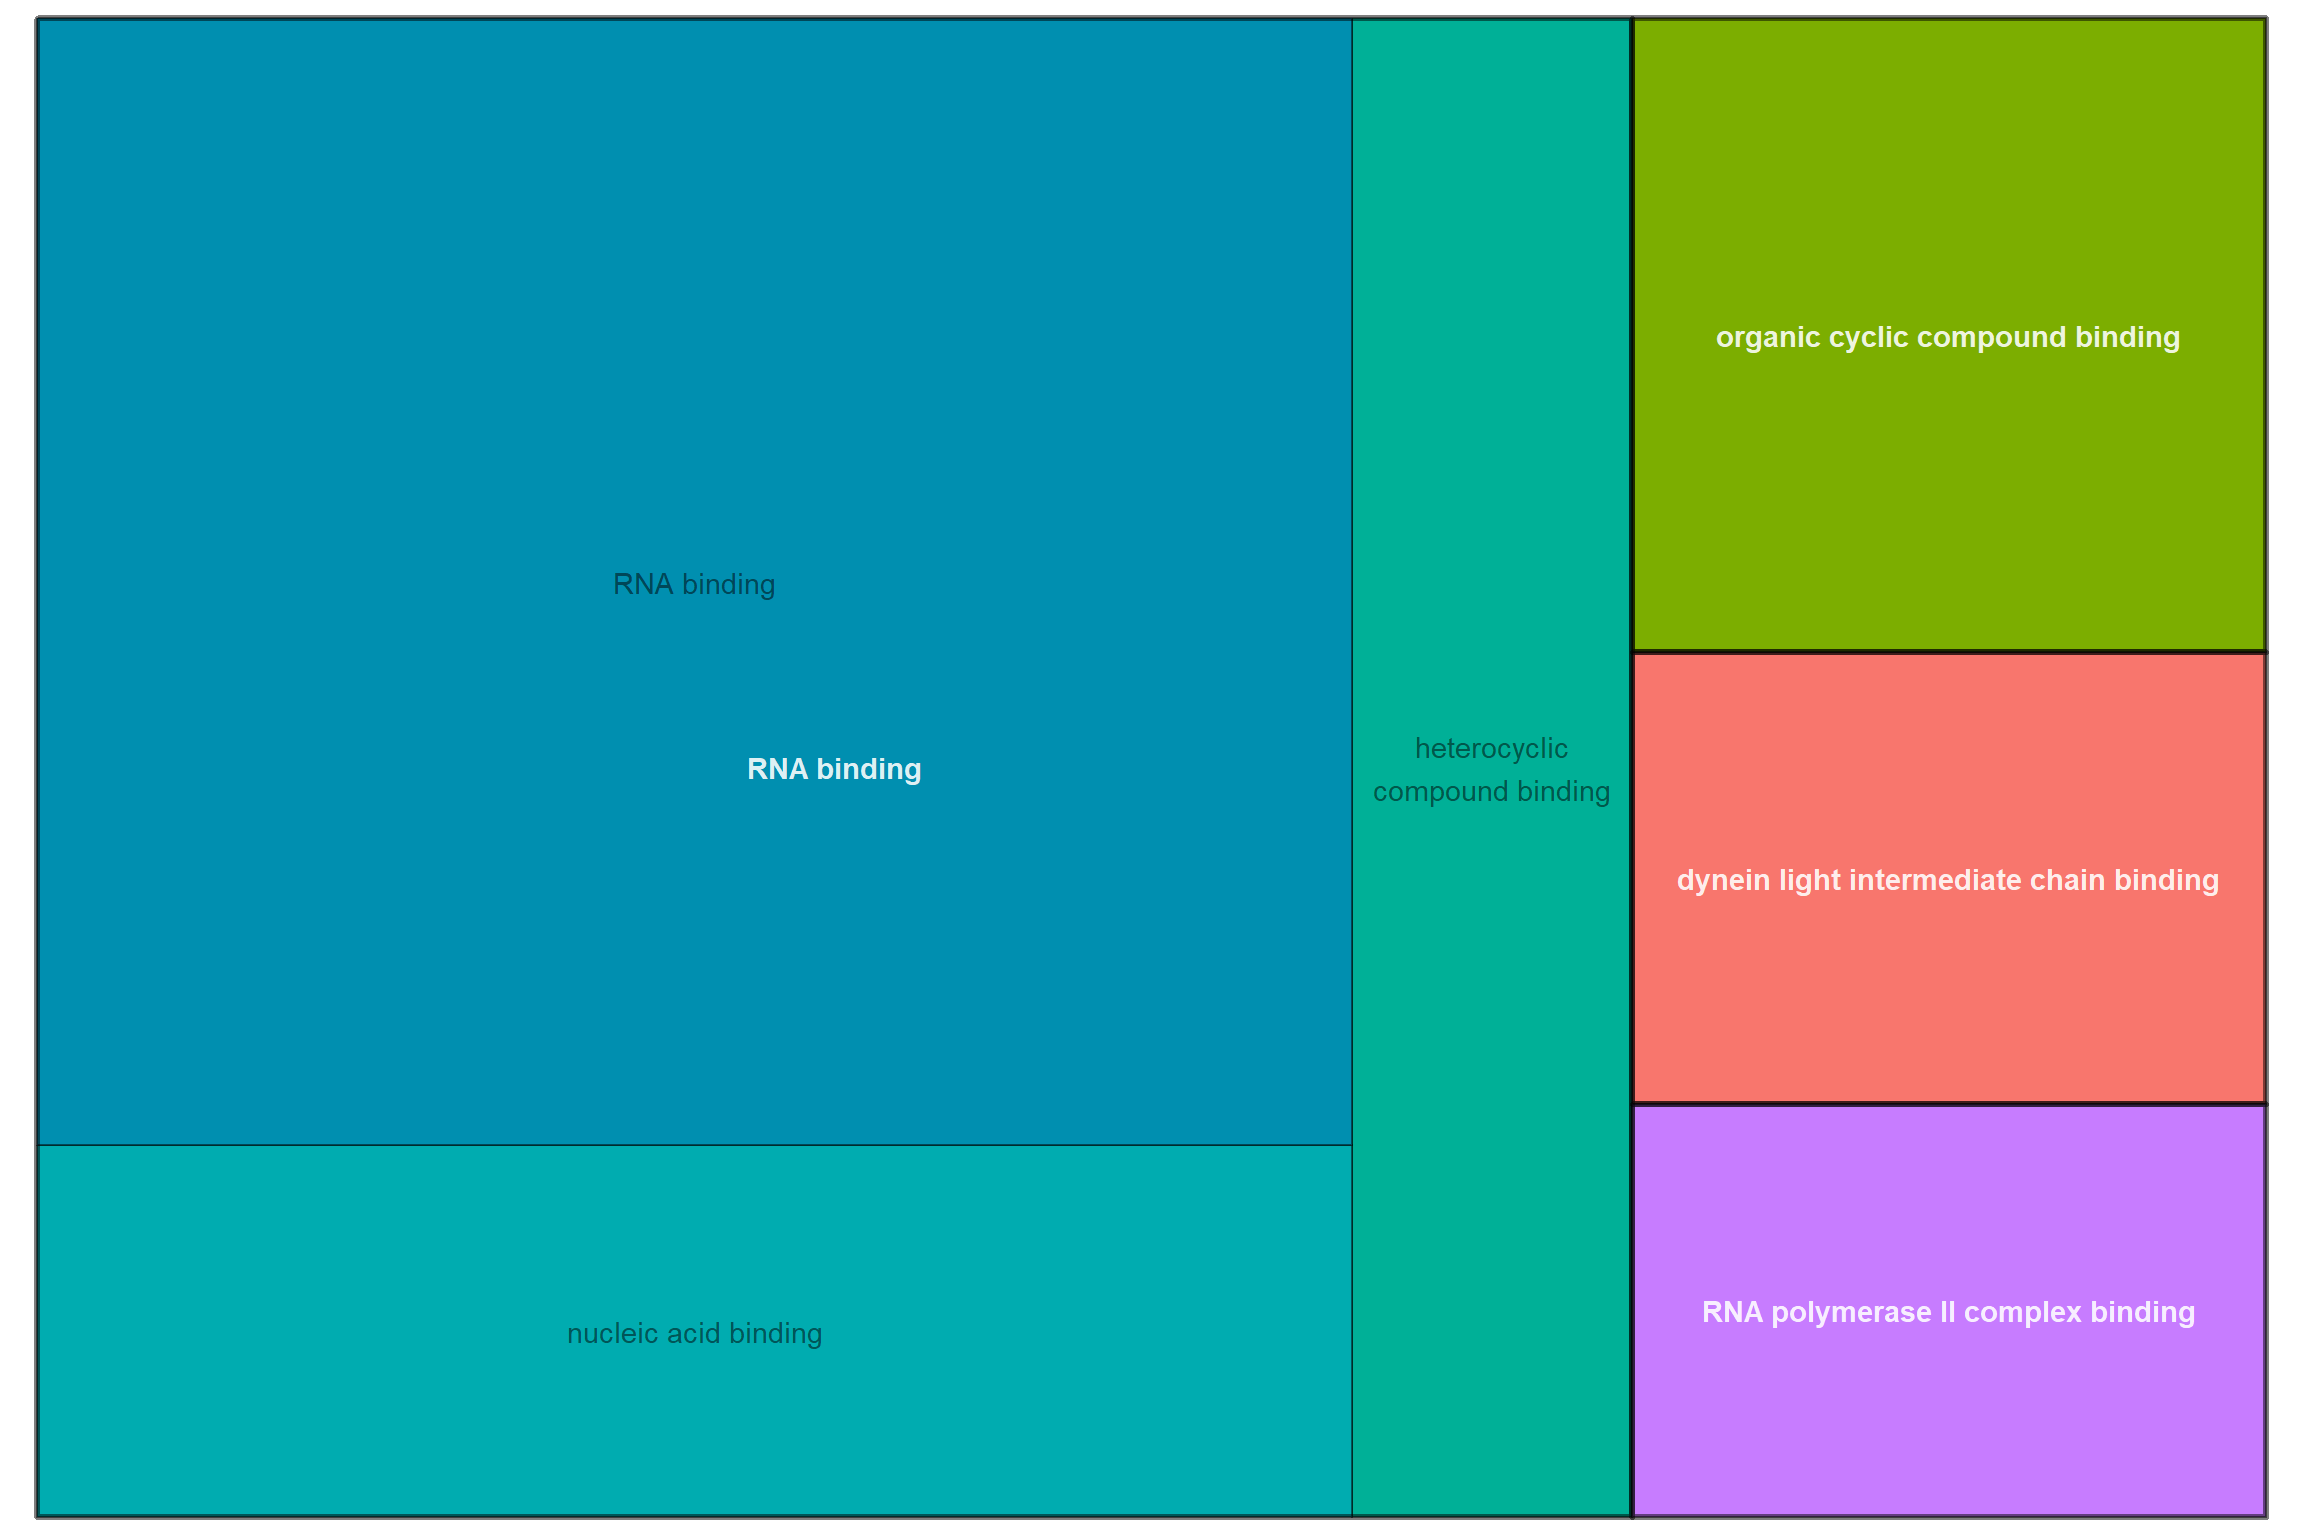 RNA binding
RNA binding
nucleic acid binding
heterocyclic
compound binding
organic cyclic compound binding
dynein light intermediate chain binding
RNA polymerase II complex binding